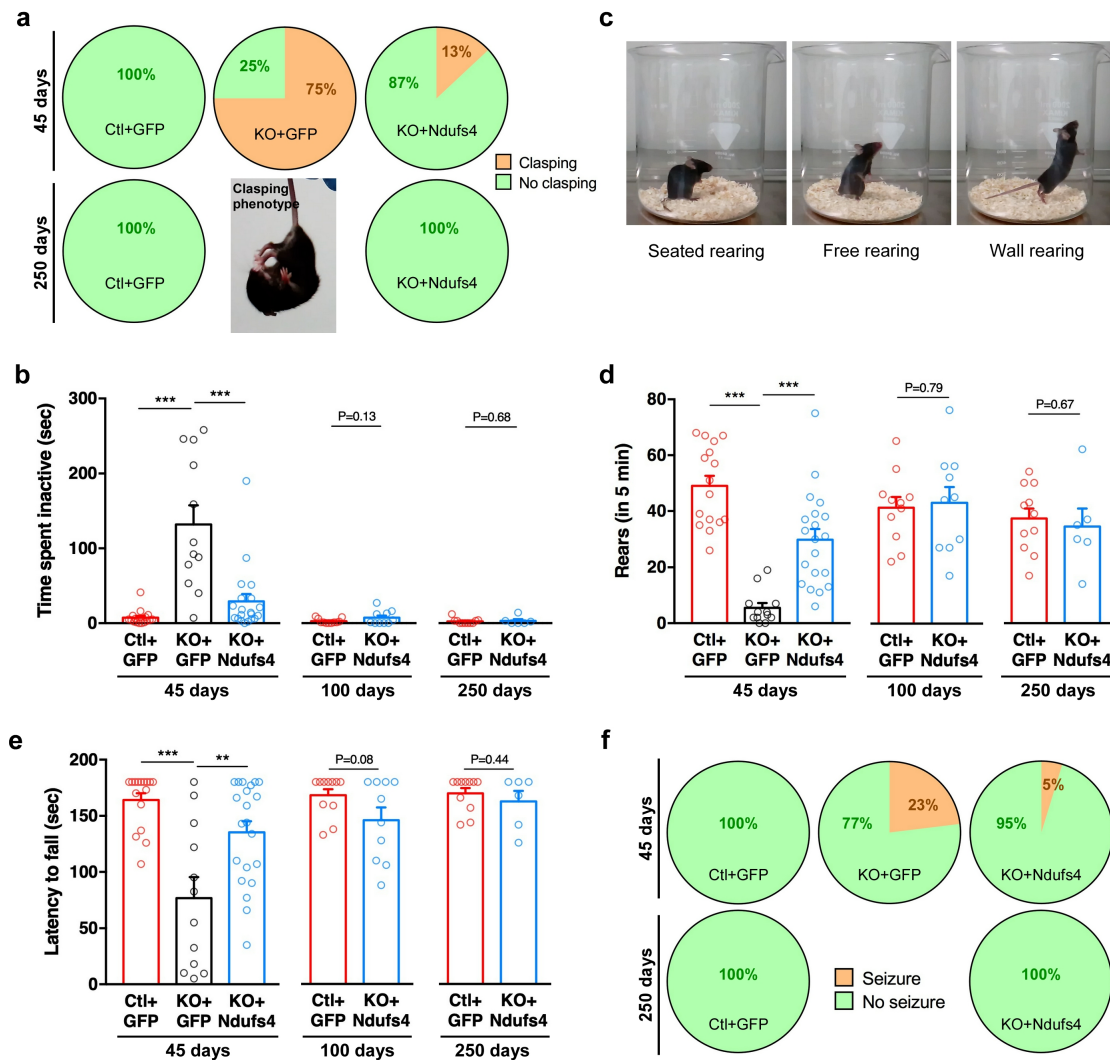 a
45 days
100%
Ctl+GFP
25%
75%
KO+GFP
13%
87%
KO+Ndufs4
Clasping
No clasping
250 days
100%
Ctl+GFP
Clasping
phenotype
100%
KO+Ndufs4
c
Seated rearing
Free rearing
Wall rearing
b
Time spent inactive (sec)
300
200
100
0
***
***
P=0.13
P=0.68
Ctl+ KO+ KO+
GFP GFP Ndufs4
Ctl+ KO+
GFP Ndufs4
Ctl+ KO+
GFP Ndufs4
45 days
100 days
250 days
d
Rears (in 5 min)
80
60
40
20
0
***
***
P=0.79
P=0.67
Ctl+ KO+ KO+
GFP GFP Ndufs4
Ctl+ KO+
GFP Ndufs4
Ctl+ KO+
GFP Ndufs4
45 days
100 days
250 days
e
Latency to fall (sec)
200
150
100
50
0
***
**
P=0.08
P=0.44
Ctl+ KO+ KO+
GFP GFP Ndufs4
Ctl+ KO+
GFP Ndufs4
Ctl+ KO+
GFP Ndufs4
45 days
100 days
250 days
f
45 days
100%
Ctl+GFP
23%
77%
KO+GFP
5%
95%
KO+Ndufs4
250 days
100%
Ctl+GFP
Seizure
No seizure
100%
KO+Ndufs4